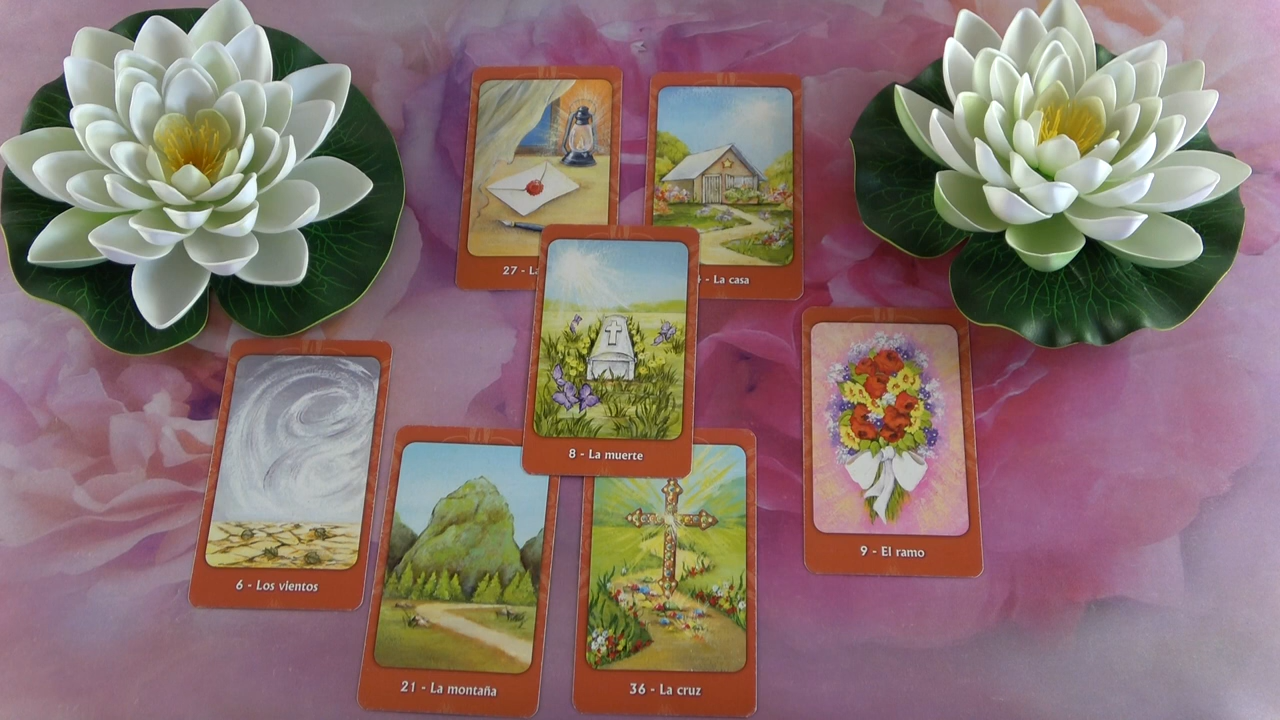 27 - La
- La casa
8 - La muerte
9 - El ramo
6 - Los vientos
21 - La montaña
36 - La cruz